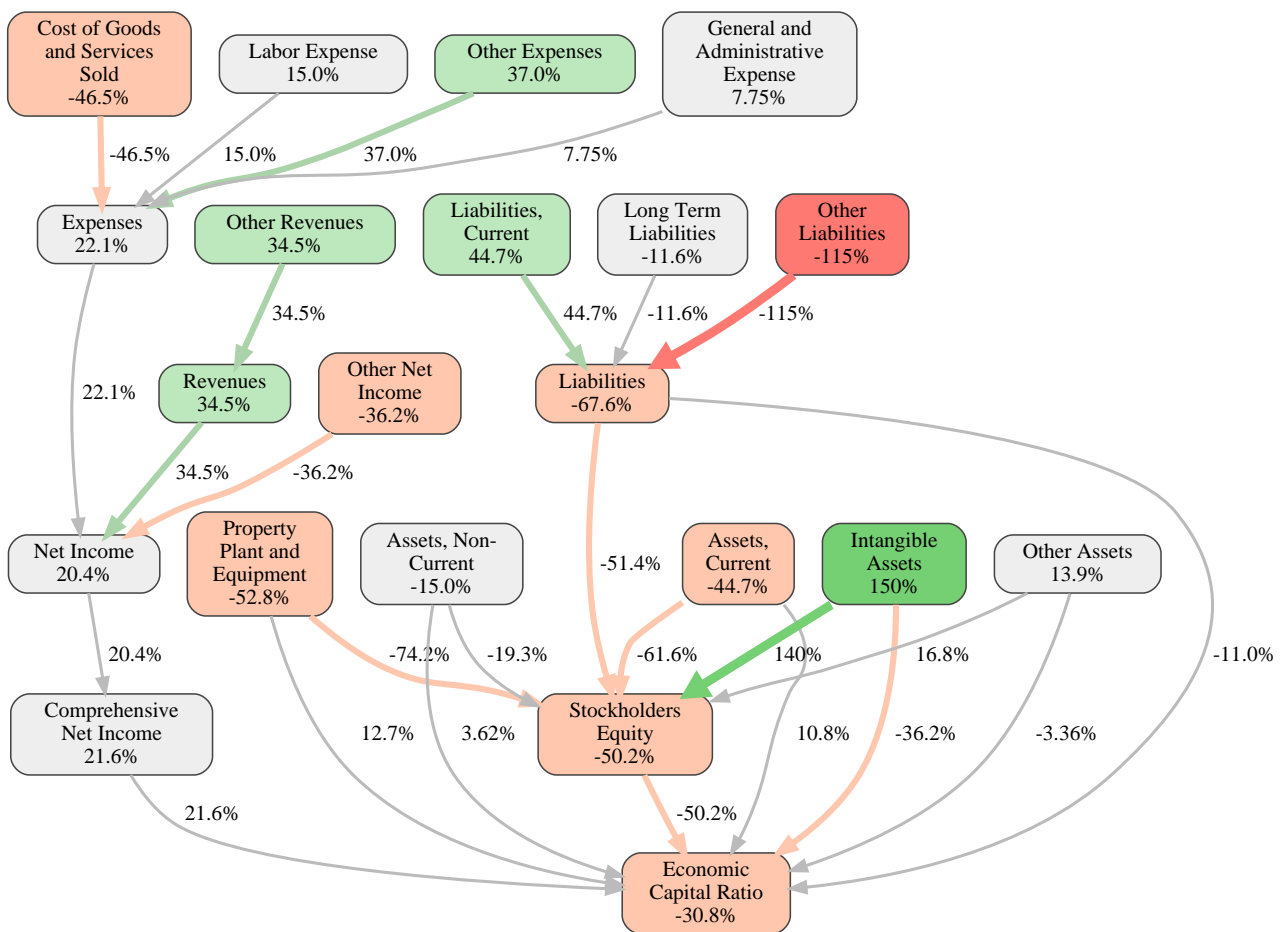 Cost of Goods
and Services
Sold
-46.5%
Labor Expense
15.0%
Other Expenses
37.0%
General and
Administrative
Expense
7.75%
-46.5%
15.0%
37.0%
7.75%
Expenses
22.1%
Other Revenues
34.5%
Liabilities,
Current
44.7%
Long Term
Liabilities
-11.6%
Other
Liabilities
-115%
34.5%
44.7%
-11.6%
-115%
Revenues
34.5%
Other Net
Income
-36.2%
Liabilities
-67.6%
22.1%
34.5%
-36.2%
Net Income
20.4%
Property
Plant and
Equipment
-52.8%
Assets, Non-
Current
-15.0%
-51.4%
Assets,
Current
-44.7%
Intangible
Assets
150%
Other Assets
13.9%
20.4%
-74.2%
-19.3%
-61.6%
140%
16.8%
-11.0%
Comprehensive
Net Income
21.6%
12.7%
3.62%
Stockholders
Equity
-50.2%
10.8%
-36.2%
-3.36%
21.6%
-50.2%
Economic
Capital Ratio
-30.8%